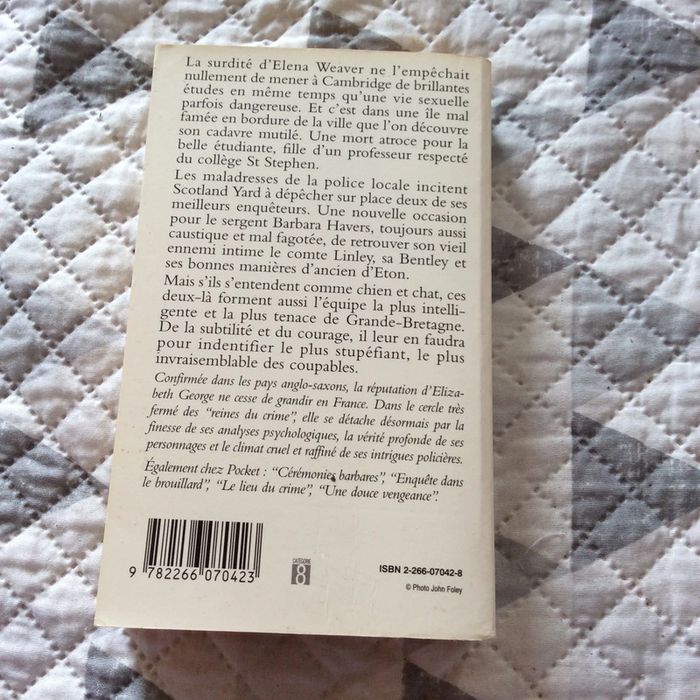 La surdité d'Elena Weaver ne l'empêchait
nullement de mener à Cambridge de brillantes
études en même temps qu'une vie sexuelle
parfois dangereuse. Et c'est dans une île mal
famée en bordure de la ville que l'on découvre
son cadavre mutilé. Une mort atroce pour la
belle étudiante, fille d'un professeur respecté
du collège St Stephen.
Les maladresses de la police locale incitent
Scotland Yard à dépêcher sur place deux de ses
meilleurs enquêteurs. Une nouvelle occasion
pour le sergent Barbara Havers, toujours aussi
caustique et mal fagotée, de retrouver son vieil
ennemi intime le comte Linley, sa Bentley et
ses bonnes manières d'ancien d'Eton.
Mais s'ils s'entendent comme chien et chat, ces
deux-là forment aussi l'équipe la plus intelli-
gente et la plus tenace de Grande-Bretagne.
De la subtilité et du courage, il leur en faudra
pour indentifier le plus stupéfiant, le plus
invraisemblable des coupables.
Confirmée dans les pays anglo-saxons, la réputation d'Eliza-
beth George ne cesse de grandir en France. Dans le cercle très
fermé des "reines du crime", elle se détache désormais par la
finesse de ses analyses psychologiques, la vérité profonde de ses
personnages et le climat cruel et raffiné de ses intrigues policières.
Également chez Pocket : "Cérémonies barbares", "Enquête dans
le brouillard", "Le lieu du crime", "Une douce vengeance".
9 782266 070423
CATÉGORIE
8
ISBN 2-266-07042-8
© Photo John Foley